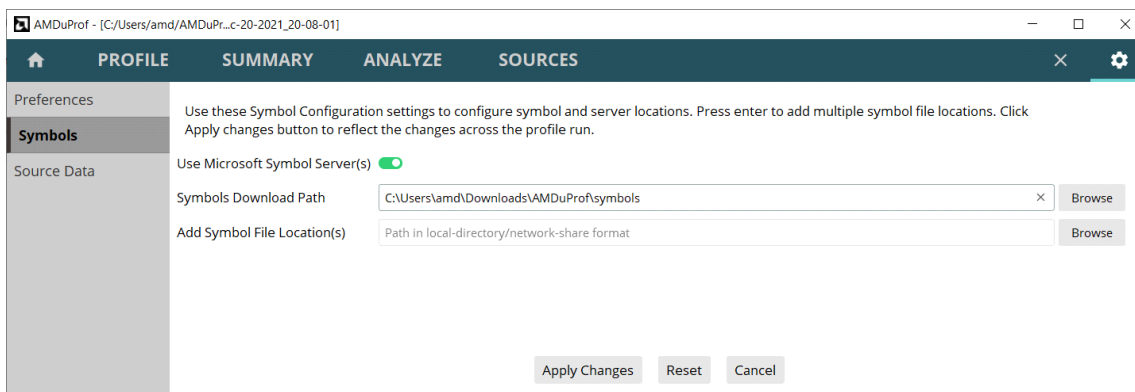 AMDuProf - [C:/Users/amd/AMDuPr...c-20-2021_20-08-01]
PROFILE SUMMARY ANALYZE SOURCES
Preferences
Symbols
Source Data
Use these Symbol Configuration settings to configure symbol and server locations. Press enter to add multiple symbol file locations. Click
Apply changes button to reflect the changes across the profile run.
Use Microsoft Symbol Server(s)
Symbols Download Path C:\Users\amd\Downloads\AMDuProf\symbols Browse
Add Symbol File Location(s) Path in local-directory/network-share format Browse
Apply Changes Reset Cancel